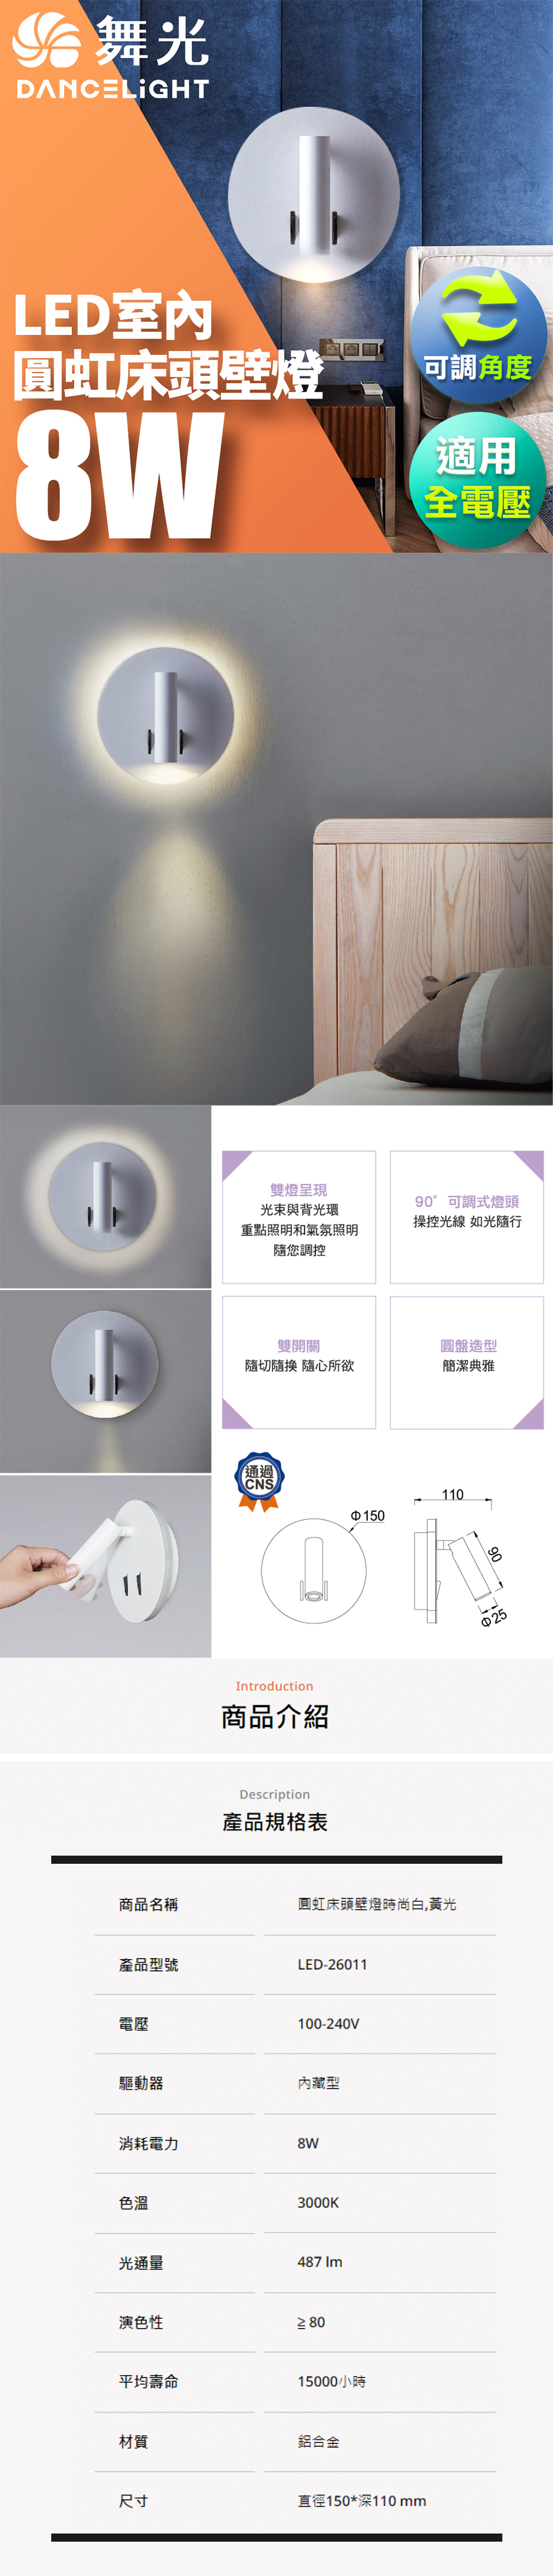 舞光
DANCELiGHT
LED室內
圓虹床頭壁燈
8W
可調角度
適用
全電壓
雙燈呈現
光束與背光環
重點照明和氣氛照明
隨您調控
90°可調式燈頭
操控光線 如光隨行
雙開關
隨切隨換 隨心所欲
圓盤造型
簡潔典雅
通過
CNS
Φ150
110
90
Φ25
Introduction
商品介紹
Description
產品規格表
商品名稱 圓虹床頭壁燈時尚白,黃光
產品型號 LED-26011
電壓 100-240V
驅動器 內藏型
消耗電力 8W
色溫 3000K
光通量 487 lm
演色性 ≧80
平均壽命 15000小時
材質 鋁合金
尺寸 直徑150*深110 mm